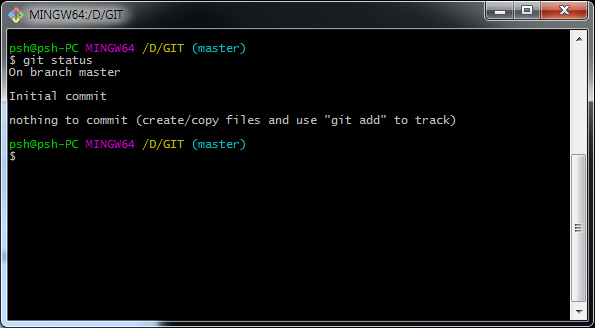 MINGW64:/D/GIT
psh@psh-PC MINGW64 /D/GIT (master)
$ git status
On branch master
Initial commit
nothing to commit (create/copy files and use "git add" to track)
psh@psh-PC MINGW64 /D/GIT (master)
$